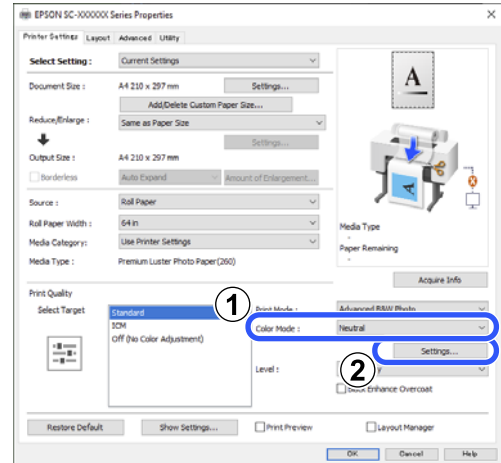 EPSON SC-XXXXXX Series Properties
Printer Settings Layout Advanced Utility
Select Setting : Current Settings
Document Size : A4 210 x 297 mm Settings...
Add/Delete Custom Paper Size...
Reduce/Enlarge : Same as Paper Size
Settings...
Output Size : A4 210 x 297 mm
Borderless Auto Expand Amount of Enlargement...
Source : Roll Paper
Roll Paper Width : 64 in
Media Category: Use Printer Settings
Media Type : Premium Luster Photo Paper(260)
A
A
Media Type
-
Paper Remaining
-
Acquire Info
Print Quality
Select Target
Standard
ICM
Off (No Color Adjustment)
1
Print Mode : Advanced B&W Photo
Color Mode : Neutral
Settings...
2
Level :
Enhance Overcoat
Restore Default Show Settings... Print Preview Layout Manager
OK Cancel Help